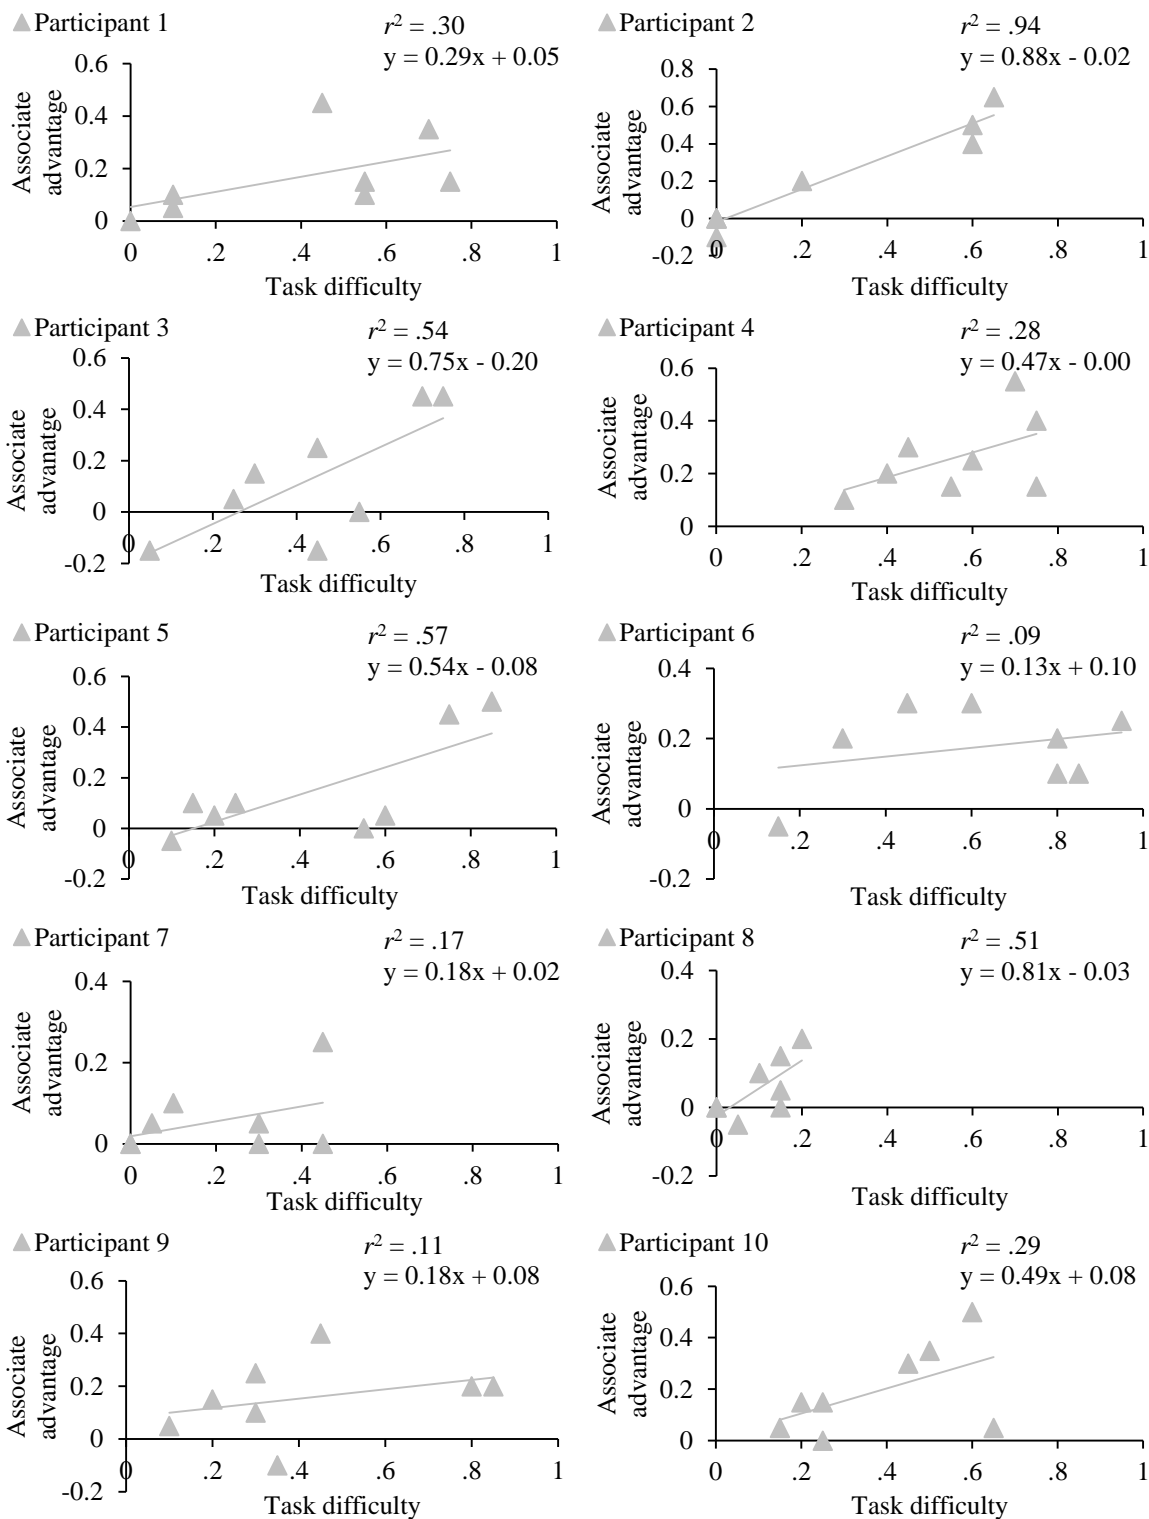 Participant 1
r² = .30
y = 0.29x + 0.05
Associate
advantage
0.6
0.4
0.2
0
0 .2 .4 .6 .8 1
Task difficulty
Participant 2
r² = .94
y = 0.88x - 0.02
Associate
advantage
0.8
0.6
0.4
0.2
0
-0.2
0 .2 .4 .6 .8 1
Task difficulty
Participant 3
r² = .54
y = 0.75x - 0.20
Associate
advanatge
0.6
0.4
0.2
0
-0.2
0 .2 .4 .6 .8 1
Task difficulty
Participant 4
r² = .28
y = 0.47x - 0.00
Associate
advantage
0.6
0.4
0.2
0
0 .2 .4 .6 .8 1
Task difficulty
Participant 5
r² = .57
y = 0.54x - 0.08
Associate
advantage
0.6
0.4
0.2
0
-0.2
0 .2 .4 .6 .8 1
Task difficulty
Participant 6
r² = .09
y = 0.13x + 0.10
Associate
advantage
0.4
0.2
0
-0.2
0 .2 .4 .6 .8 1
Task difficulty
Participant 7
r² = .17
y = 0.18x + 0.02
Associate
advantage
0.4
0.2
0
0 .2 .4 .6 .8 1
Task difficulty
Participant 8
r² = .51
y = 0.81x - 0.03
Associate
advantage
0.4
0.2
0
-0.2
0 .2 .4 .6 .8 1
Task difficulty
Participant 9
r² = .11
y = 0.18x + 0.08
Associate
advantage
0.6
0.4
0.2
0
-0.2
0 .2 .4 .6 .8 1
Task difficulty
Participant 10
r² = .29
y = 0.49x + 0.08
Associate
advantage
0.6
0.4
0.2
0
0 .2 .4 .6 .8 1
Task difficulty